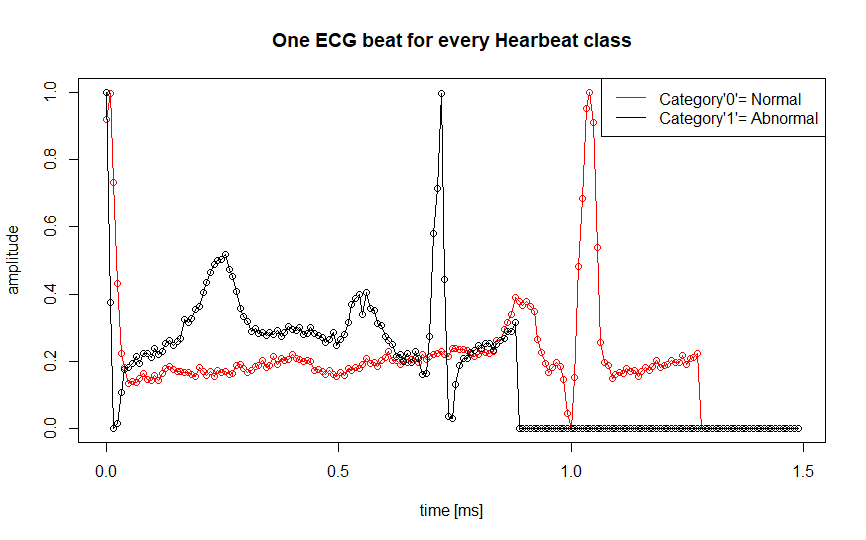 One ECG beat for every Hearbeat class
Category'0'= Normal
Category'1'= Abnormal
amplitude
1.0
0.8
0.6
0.4
0.2
0.0
0.0 0.5 1.0 1.5
time [ms]